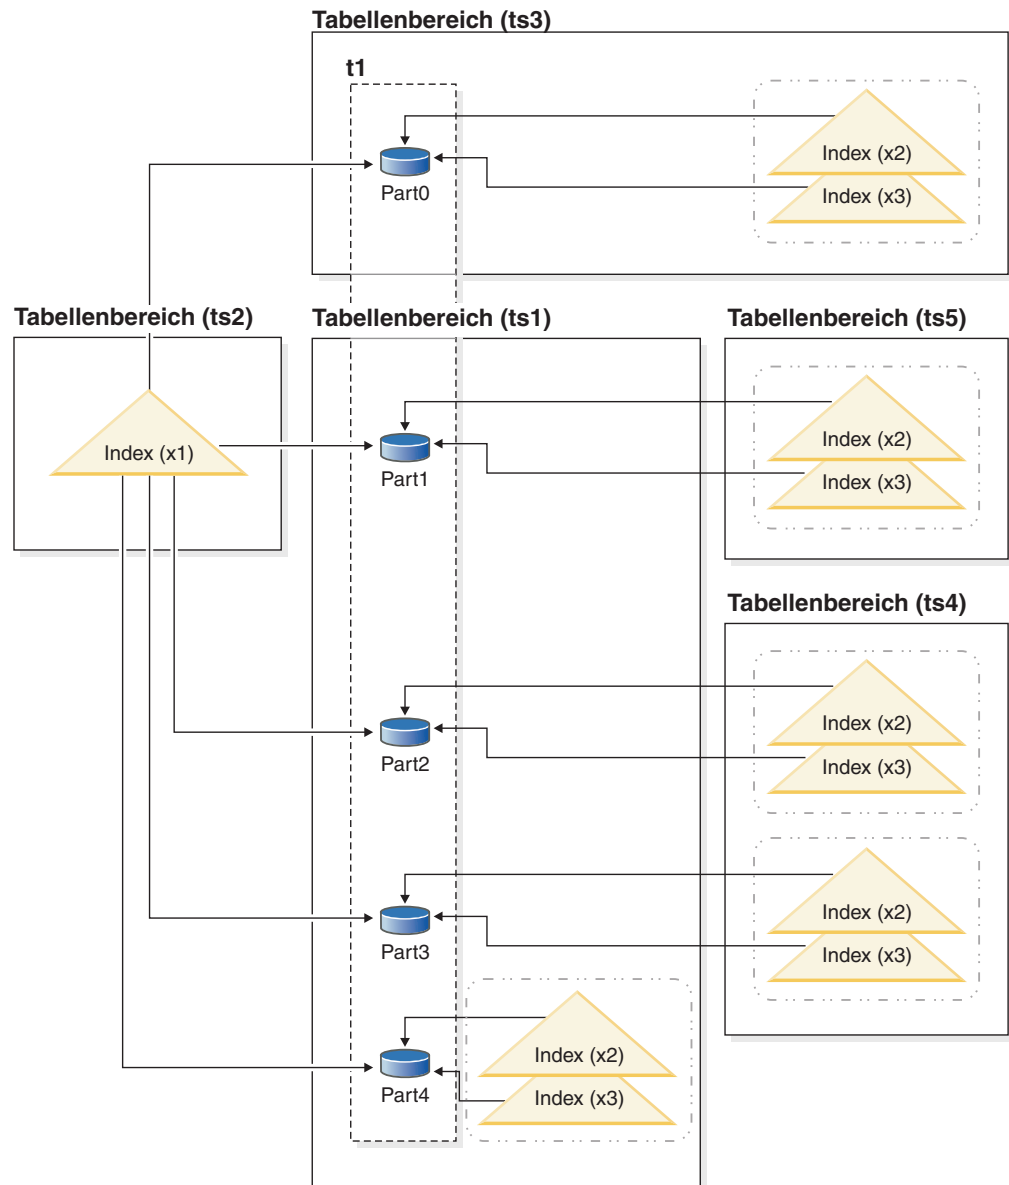 Tabellenbereich (ts3)
t1
Part0
Index (x2)
Index (x3)
Tabellenbereich (ts2)
Index (x1)
Tabellenbereich (ts1)
Part1
Tabellenbereich (ts5)
Index (x2)
Index (x3)
Tabellenbereich (ts4)
Part2
Index (x2)
Index (x3)
Part3
Index (x2)
Index (x3)
Part4
Index (x2)
Index (x3)